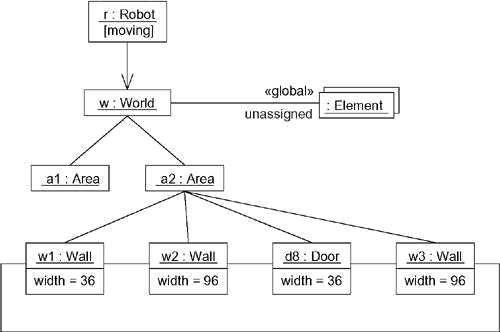 r : Robot
[moving]
«global»
w : World
: Element
unassigned
a1 : Area
a2 : Area
w1 : Wall
w2 : Wall
d8 : Door
w3 : Wall
width = 36
width = 96
width = 36
width = 96